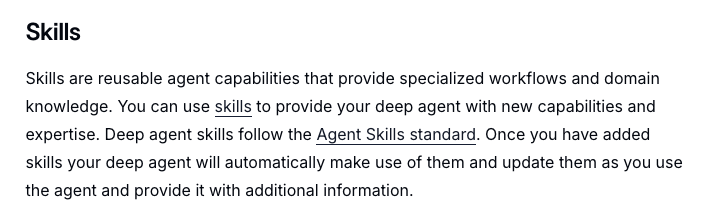 Skills
Skills are reusable agent capabilities that provide specialized workflows and domain
knowledge. You can use skills to provide your deep agent with new capabilities and
expertise. Deep agent skills follow the Agent Skills standard. Once you have added
skills your deep agent will automatically make use of them and update them as you use
the agent and provide it with additional information.